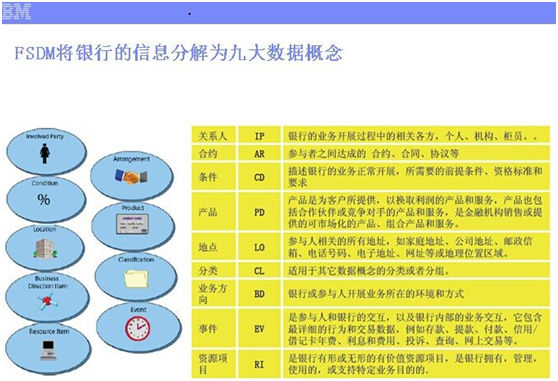 IBM
FSDM将银行的信息分解为九大数据概念
Involved Party
Arrangement
Condition
%
Product
Location
Classification
Business
Direction Item
Event
Resource Item
关系人 IP 银行的业务开展过程中的相关各方，个人、机构、柜员。。
合约 AR 参与者之间达成的 合约、合同、协议等
条件 CD 描述银行的业务正常开展，所需要的前提条件、资格标准和
要求
产品 PD 产品是为客户所提供，以换取利润的产品和服务，产品也包
括合作伙伴或竞争对手的产品和服务，是金融机构销售或提
供的可市场化的产品、组合产品和服务。
地点 LO 参与人相关的所有地址，如家庭地址、公司地址、邮政信
箱、电话号码、电子地址、网址等或地理位置区域。
分类 CL 适用于其它数据概念的分类或者分组。
业务方
向 BD 银行或参与人开展业务所在的环境和方式
事件 EV 是参与人和银行的交互，以及银行内部的业务交互，它包含
最详细的行为和交易数据，例如存款、提款、付款、信用/
借记卡年费、利息和费用、投诉、查询、网上交易等。
资源项
目 RI 是银行有形或无形的有价值资源项目，是银行拥有，管理，
使用的，或支持特定业务目的的.